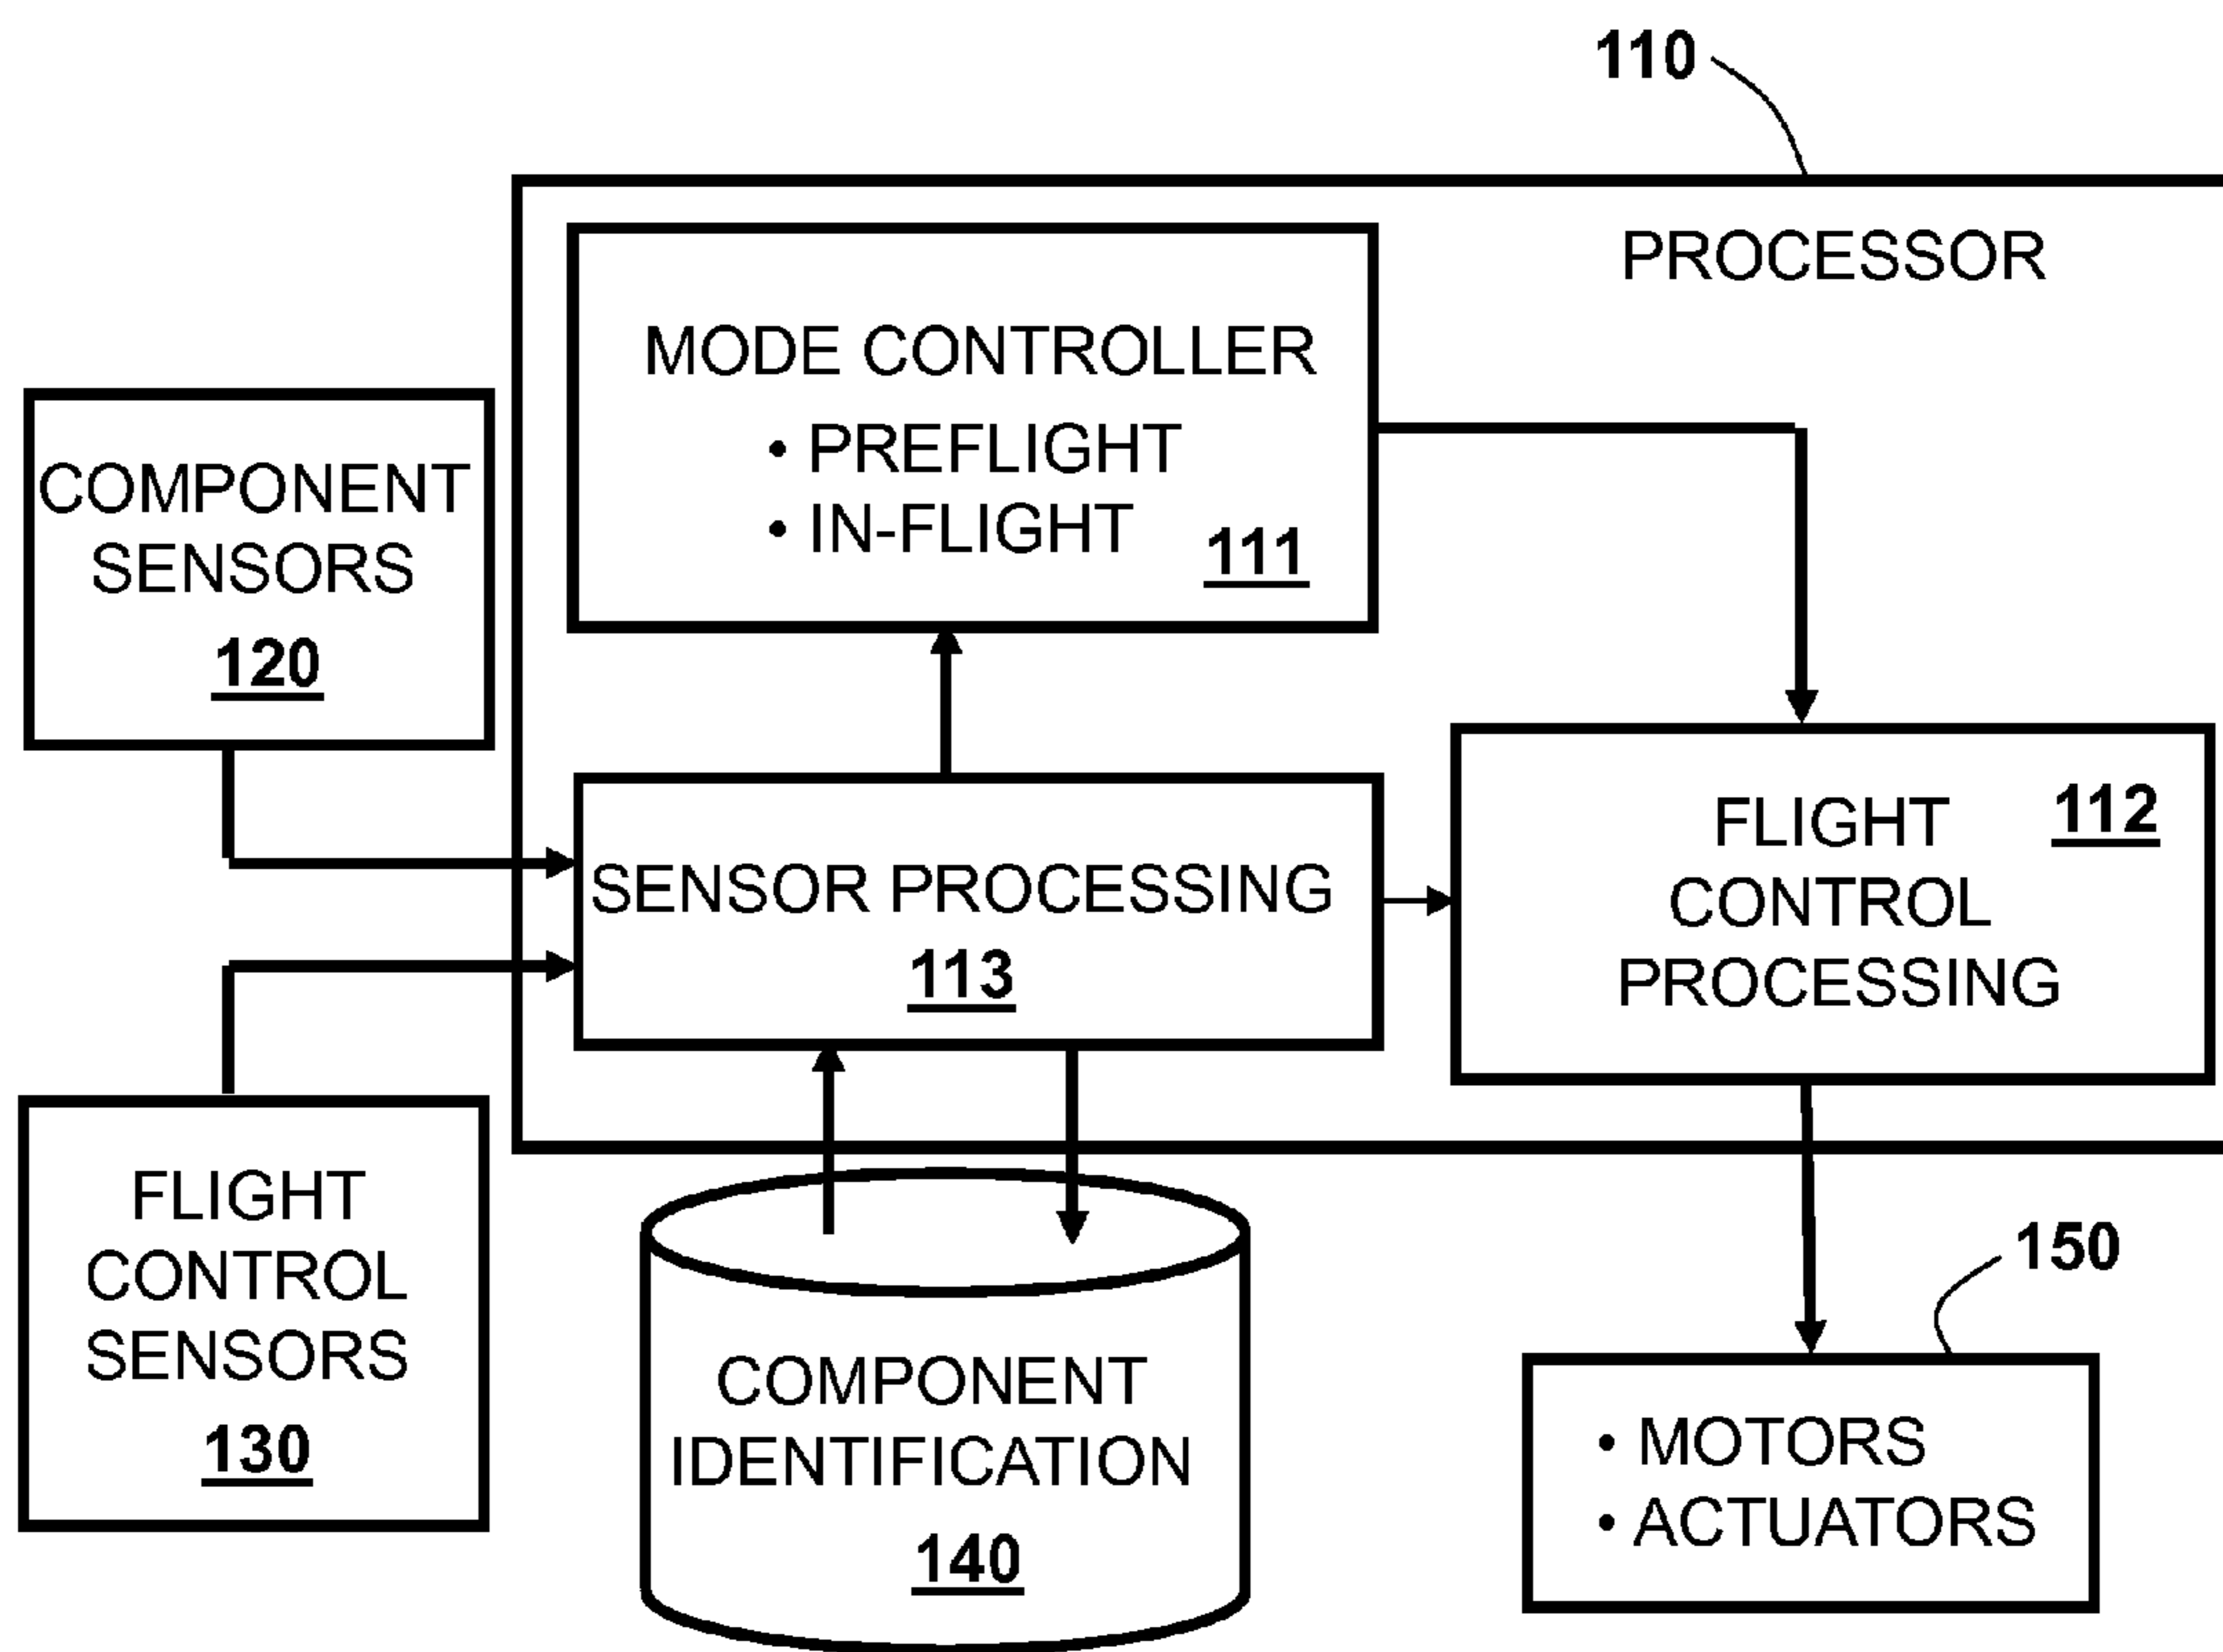 110
PROCESSOR
MODE CONTROLLER
• PREFLIGHT
• IN-FLIGHT
111
COMPONENT
SENSORS
120
SENSOR PROCESSING
113
FLIGHT
CONTROL
PROCESSING
112
FLIGHT
CONTROL
SENSORS
130
COMPONENT
IDENTIFICATION
140
150
• MOTORS
• ACTUATORS